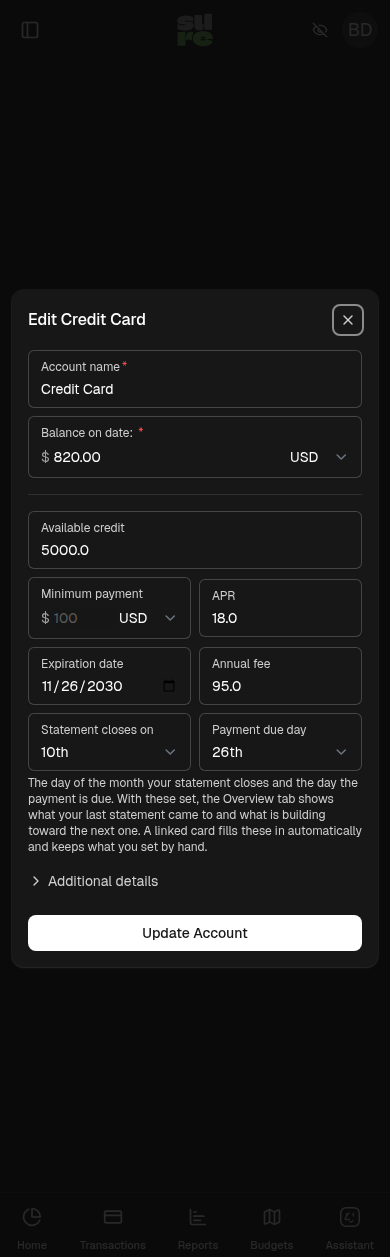 sure
BD
Edit Credit Card
Account name *
Credit Card
Balance on date: *
$ 820.00 USD
Available credit
5000.0
Minimum payment
$ 100 USD
APR
18.0
Expiration date
11/26/2030
Annual fee
95.0
Statement closes on
10th
Payment due day
26th
The day of the month your statement closes and the day the
payment is due. With these set, the Overview tab shows
what your last statement came to and what is building
toward the next one. A linked card fills these in automatically
and keeps what you set by hand.
Additional details
Update Account
Home Transactions Reports Budgets Assistant